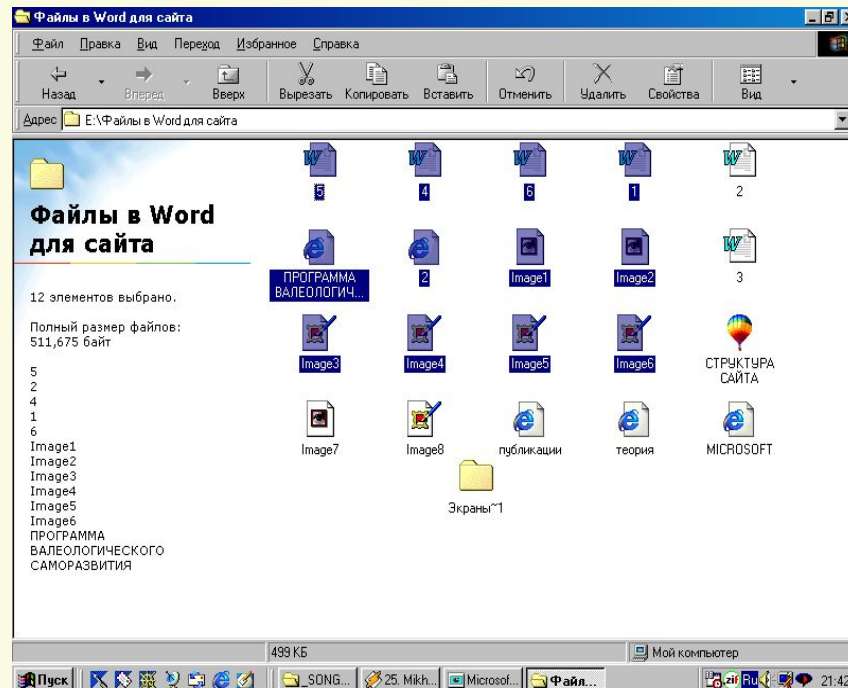 Файлы в Word для сайта
Файл Правка Вид Переход Избранное Справка
Назад Вперед Вверх Вырезать Копировать Вставить Отменить Удалить Свойства Вид
Адрес E:\Файлы в Word для сайта
Файлы в Word
для сайта
12 элементов выбрано.
Полный размер файлов:
511,675 байт
5
2
4
1
6
Image1
Image2
Image3
Image4
Image5
Image6
ПРОГРАММА
ВАЛЕОЛОГИЧЕСКОГО
САМОРАЗВИТИЯ
5 4 6 1 2
ПРОГРАММА
ВАЛЕОЛОГИЧ... 2 Image1 Image2 3
Image3 Image4 Image5 Image6 СТРУКТУРА
САЙТА
Image7 Image8 публикации теория MICROSOFT
Экраны~1
499 КБ Мой компьютер
Пуск _SONG... 25. Mikh... Microsof... Файл... zif Ru 21:42